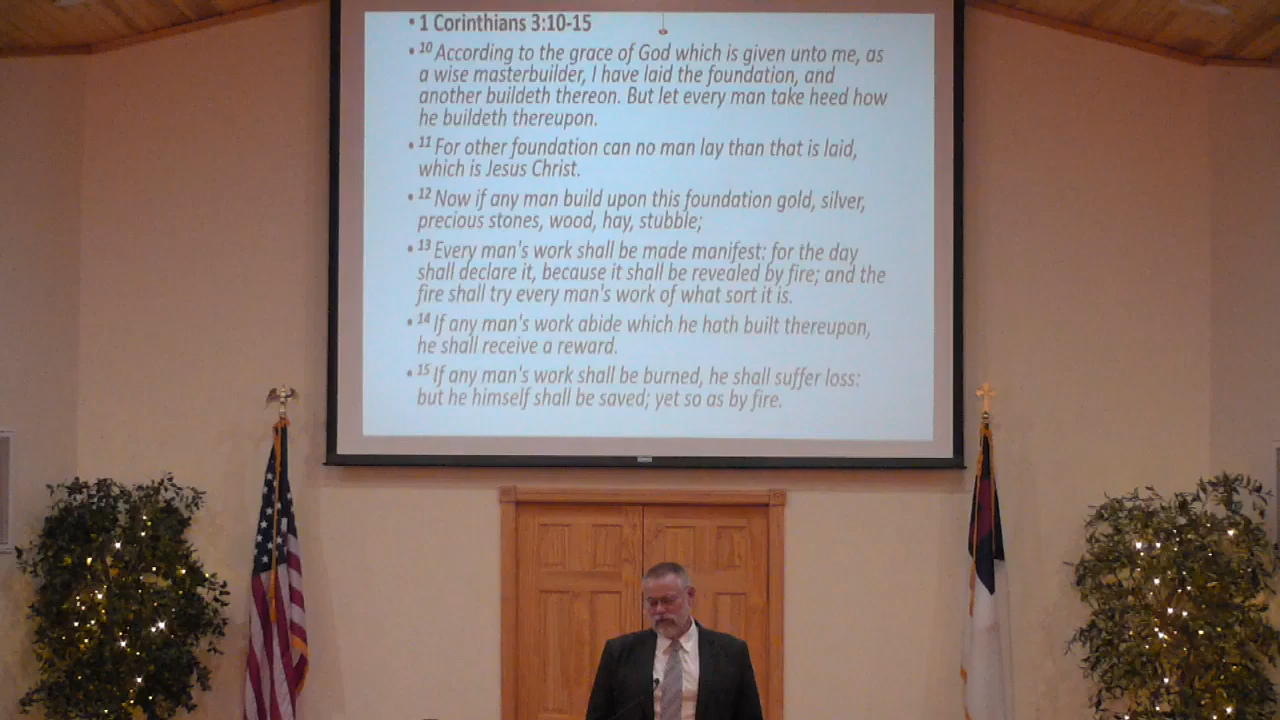 • 1 Corinthians 3:10-15
• 10 According to the grace of God which is given unto me, as
a wise masterbuilder, I have laid the foundation, and
another buildeth thereon. But let every man take heed how
he buildeth thereupon.
• 11 For other foundation can no man lay than that is laid,
which is Jesus Christ.
• 12 Now if any man build upon this foundation gold, silver,
precious stones, wood, hay, stubble;
• 13 Every man's work shall be made manifest: for the day
shall declare it, because it shall be revealed by fire; and the
fire shall try every man's work of what sort it is.
• 14 If any man's work abide which he hath built thereupon,
he shall receive a reward.
• 15 If any man's work shall be burned, he shall suffer loss:
but he himself shall be saved; yet so as by fire.